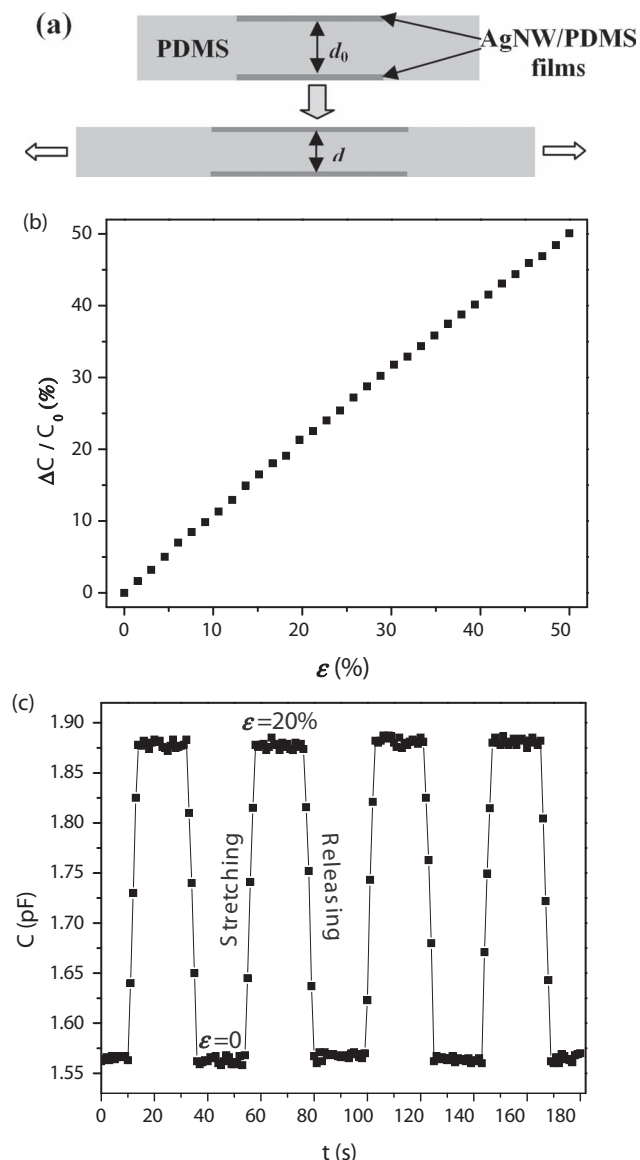 (a)
PDMS
d₀
AgNW/PDMS
films
d
(b)
50
40
30
20
10
0
ΔC / C₀ (%)
0 10 20 30 40 50
ε (%)
(c)
1.90
1.85
1.80
1.75
1.70
1.65
1.60
1.55
C (pF)
ε=20%
Stretching
Releasing
ε=0
0 20 40 60 80 100 120 140 160 180
t (s)